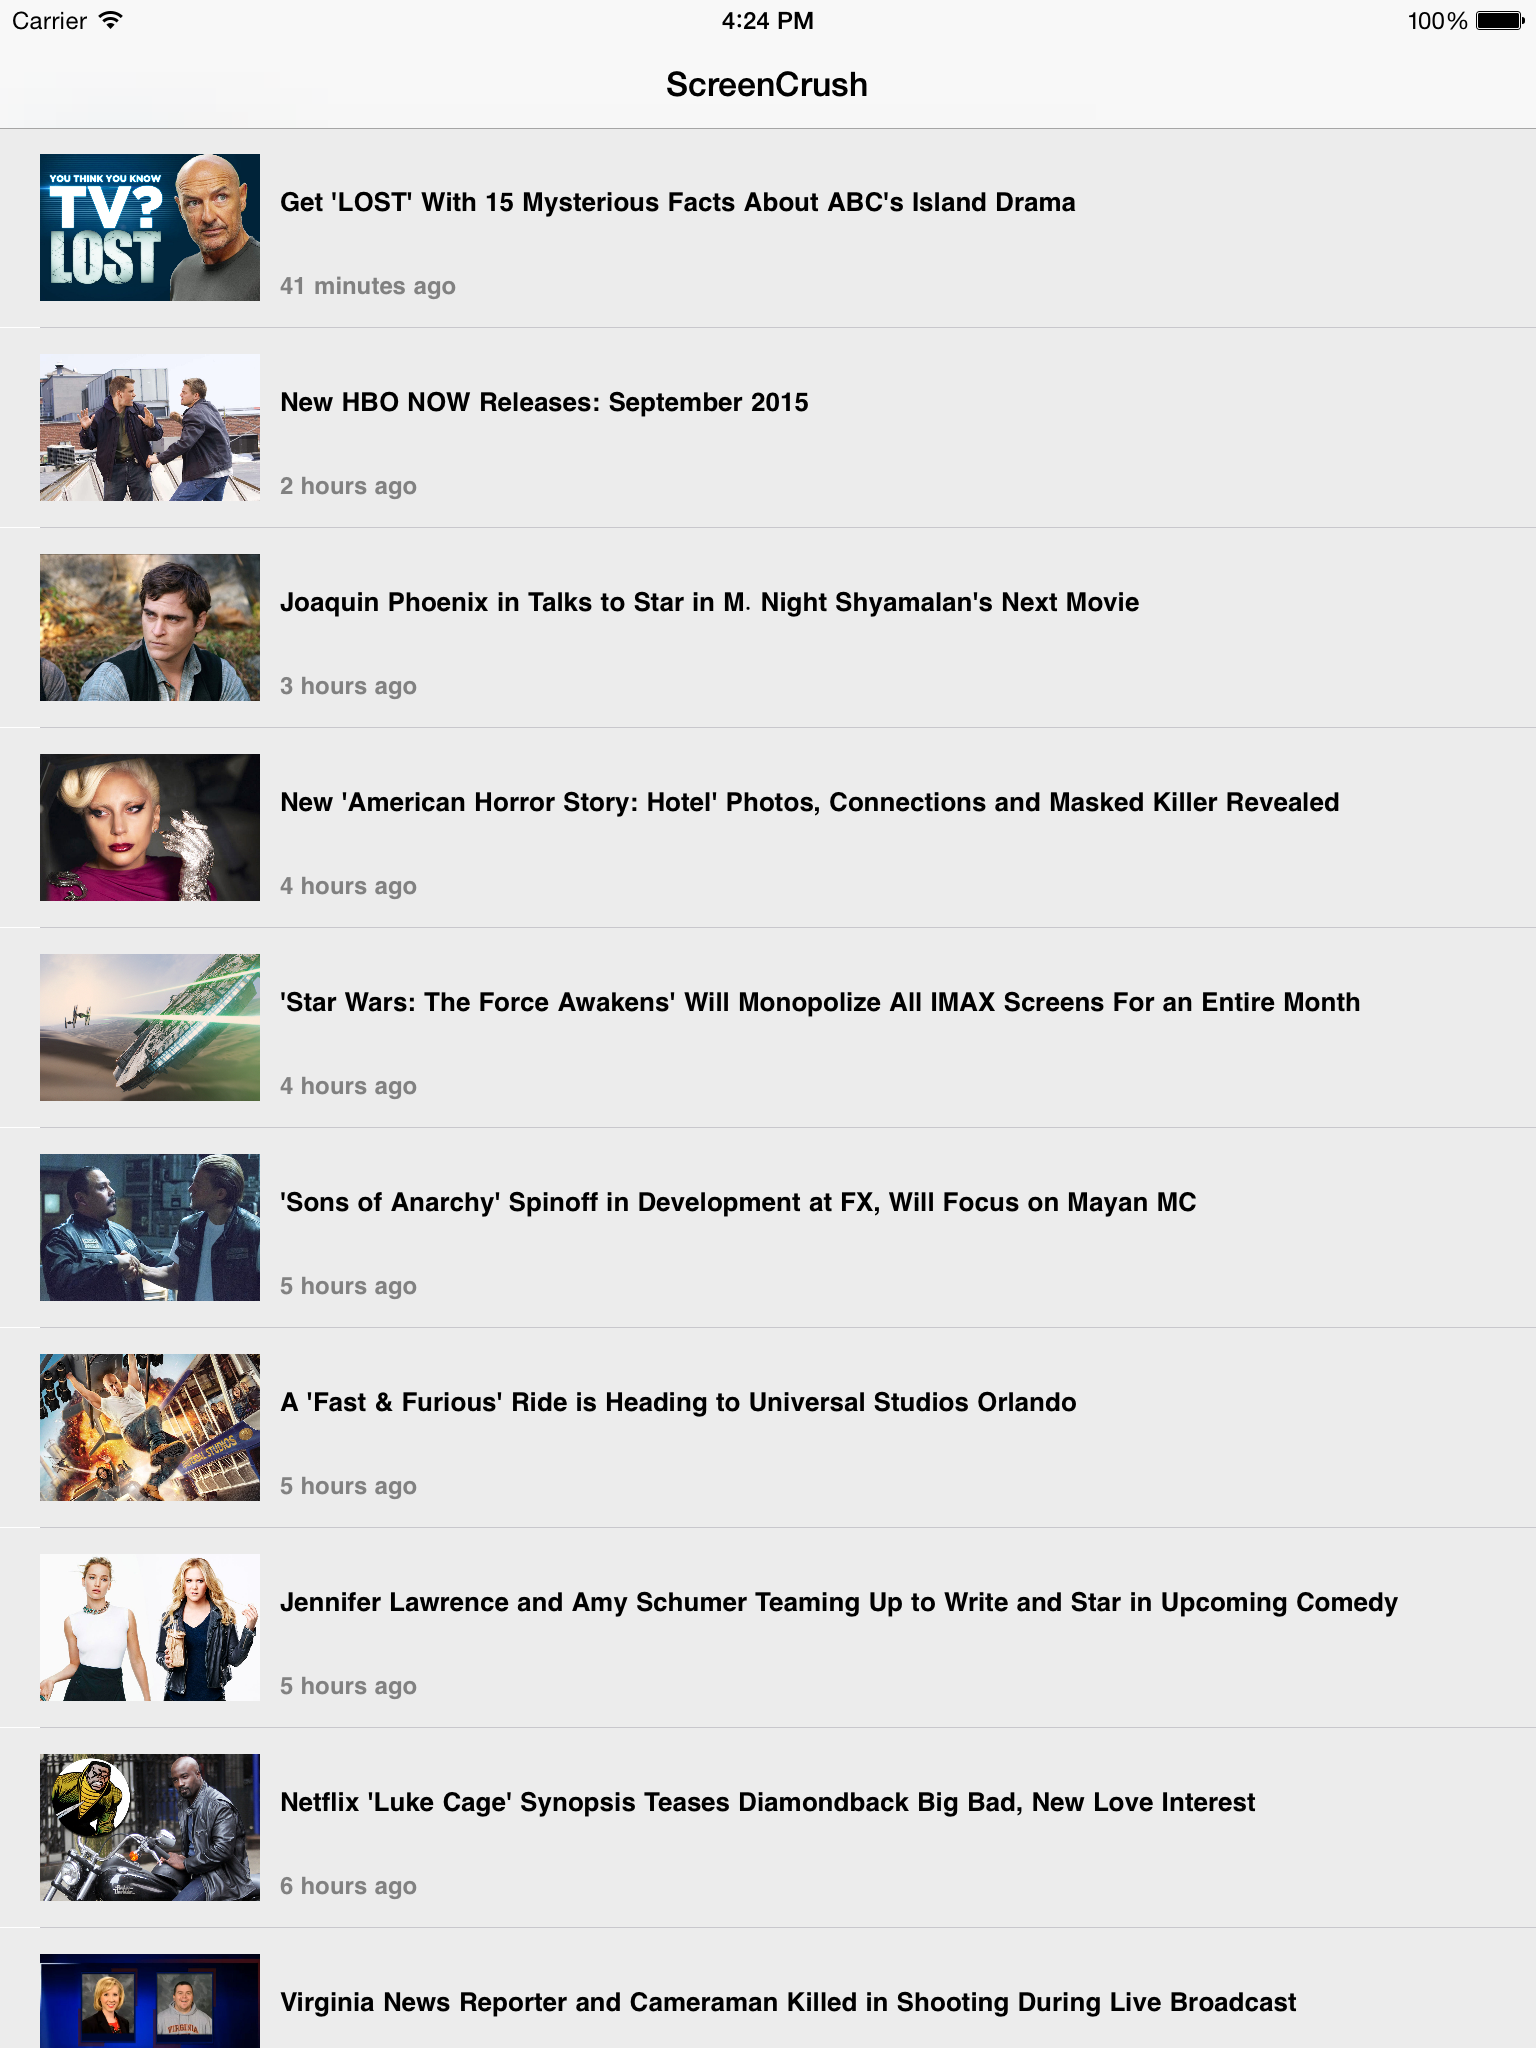 Carrier 4:24 PM 100%
ScreenCrush
YOU THINK YOU KNOW
TV?
LOST
Get 'LOST' With 15 Mysterious Facts About ABC's Island Drama
41 minutes ago
New HBO NOW Releases: September 2015
2 hours ago
Joaquin Phoenix in Talks to Star in M. Night Shyamalan's Next Movie
3 hours ago
New 'American Horror Story: Hotel' Photos, Connections and Masked Killer Revealed
4 hours ago
'Star Wars: The Force Awakens' Will Monopolize All IMAX Screens For an Entire Month
4 hours ago
'Sons of Anarchy' Spinoff in Development at FX, Will Focus on Mayan MC
5 hours ago
A 'Fast & Furious' Ride is Heading to Universal Studios Orlando
STUDIOS
5 hours ago
Jennifer Lawrence and Amy Schumer Teaming Up to Write and Star in Upcoming Comedy
5 hours ago
Netflix 'Luke Cage' Synopsis Teases Diamondback Big Bad, New Love Interest
6 hours ago
Virginia News Reporter and Cameraman Killed in Shooting During Live Broadcast
VIRGINIA